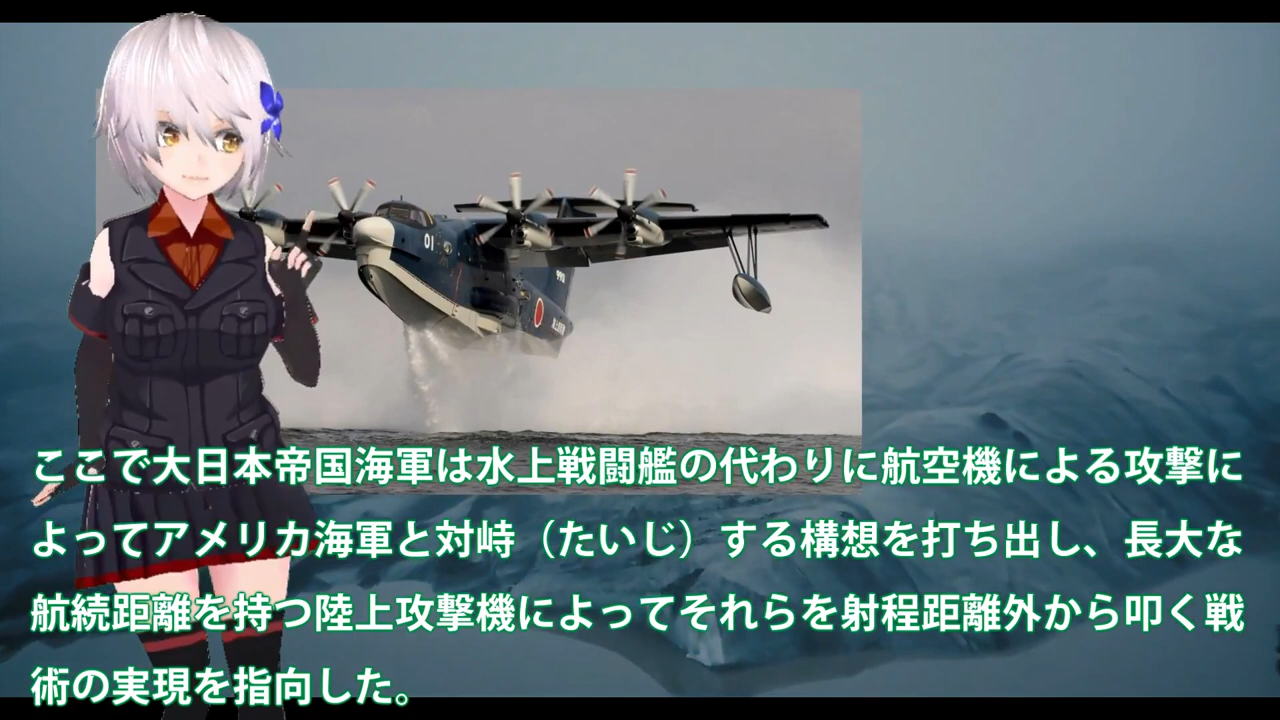 01
ここで大日本帝国海軍は水上戦闘艦の代わりに航空機による攻撃に
よってアメリカ海軍と対峙（たいじ）する構想を打ち出し、長大な
航続距離を持つ陸上攻撃機によってそれらを射程距離外から叩く戦
術の実現を指向した。